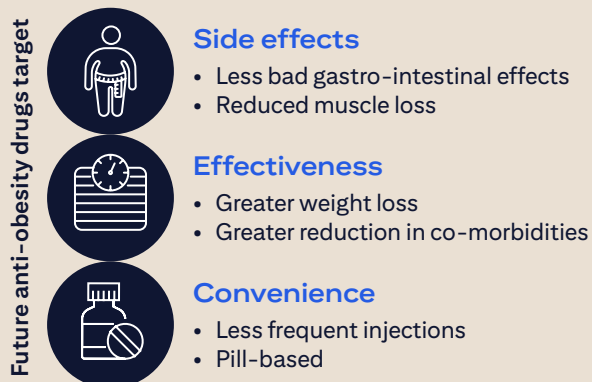 Future anti-obesity drugs target
Side effects
• Less bad gastro-intestinal effects
• Reduced muscle loss
Effectiveness
• Greater weight loss
• Greater reduction in co-morbidities
Convenience
• Less frequent injections
• Pill-based